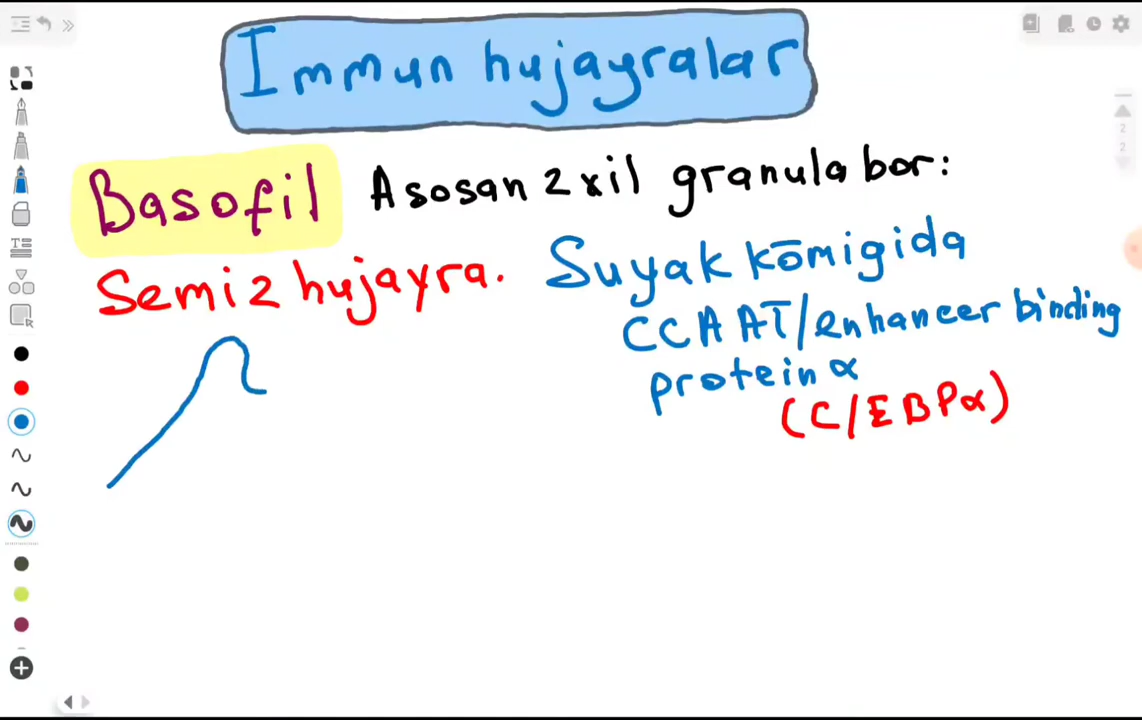 Immun hujayralar
Basofil Asosan 2 xil granula bor:
Semiz hujayra. Suyak kōmigida
CCAAT/enhancer binding
protein α
(C/EBPα)